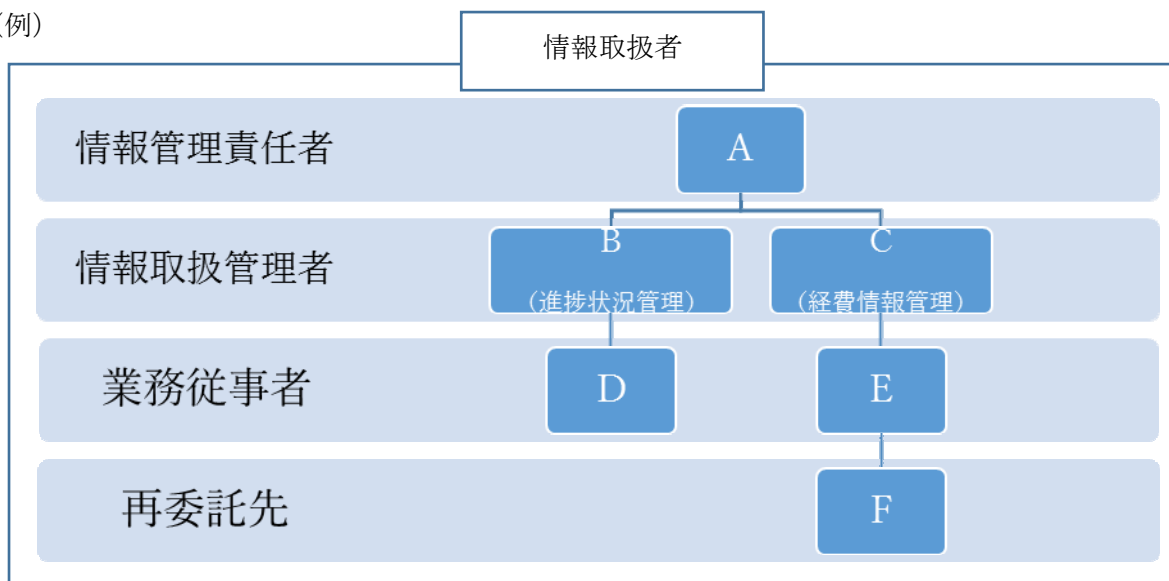 (例)
情報取扱者
情報管理責任者
A
情報取扱管理者
B
(進捗状況管理)
C
(経費情報管理)
業務従事者
D
E
再委託先
F